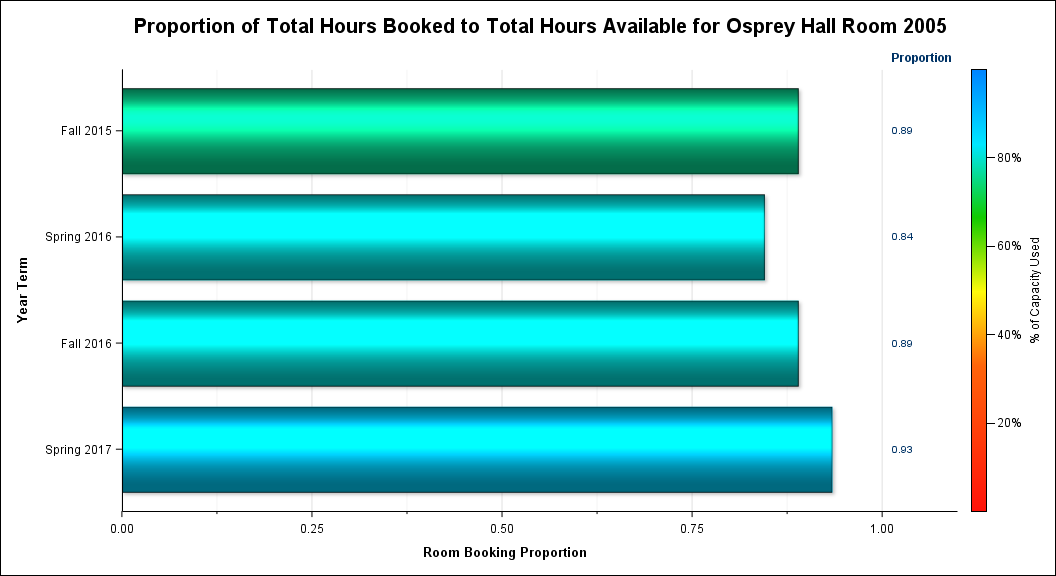 Proportion of Total Hours Booked to Total Hours Available for Osprey Hall Room 2005
Proportion
Fall 2015
0.89
Spring 2016
0.84
Fall 2016
0.89
Spring 2017
0.93
Year Term
0.00
0.25
0.50
0.75
1.00
Room Booking Proportion
80%
60%
40%
20%
% of Capacity Used